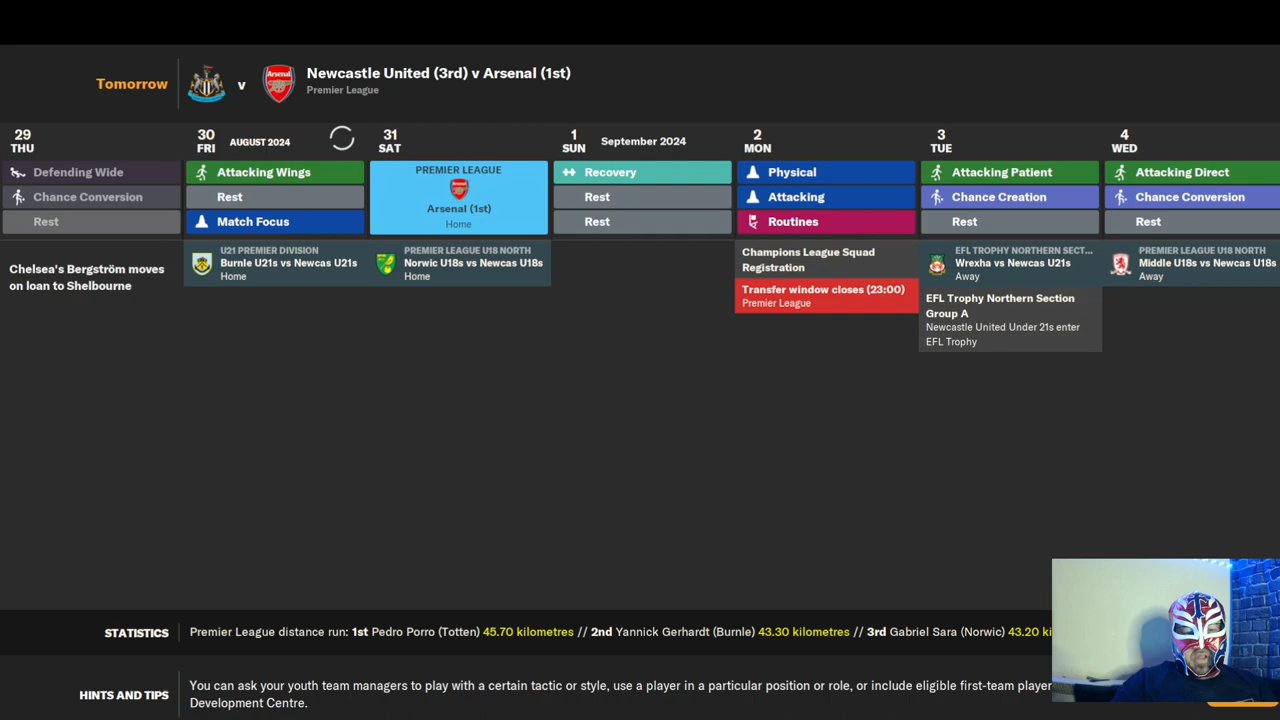 Tomorrow
v
Newcastle United (3rd) v Arsenal (1st)
Premier League
29
THU
30
FRI
AUGUST 2024
31
SAT
1
SUN
September 2024
2
MON
3
TUE
4
WED
Defending Wide
Chance Conversion
Rest
Attacking Wings
Rest
Match Focus
PREMIER LEAGUE
Arsenal
Arsenal (1st)
Home
Recovery
Rest
Rest
Physical
Attacking
Routines
Attacking Patient
Chance Creation
Rest
Attacking Direct
Chance Conversion
Rest
Chelsea's Bergström moves
on loan to Shelbourne
U21 PREMIER DIVISION
Burnle U21s vs Newcas U21s
Home
PREMIER LEAGUE U18 NORTH
Norwic U18s vs Newcas U18s
Home
Champions League Squad
Registration
Transfer window closes (23:00)
Premier League
EFL TROPHY NORTHERN SECT...
Wrexha vs Newcas U21s
Away
EFL Trophy Northern Section
Group A
Newcastle United Under 21s enter
EFL Trophy
PREMIER LEAGUE U18 NORTH
Middle U18s vs Newcas U18s
Away
STATISTICS
Premier League distance run: 1st Pedro Porro (Totten) 45.70 kilometres // 2nd Yannick Gerhardt (Burnle) 43.30 kilometres // 3rd Gabriel Sara (Norwic) 43.20 ki
HINTS AND TIPS
You can ask your youth team managers to play with a certain tactic or style, use a player in a particular position or role, or include eligible first-team player
Development Centre.